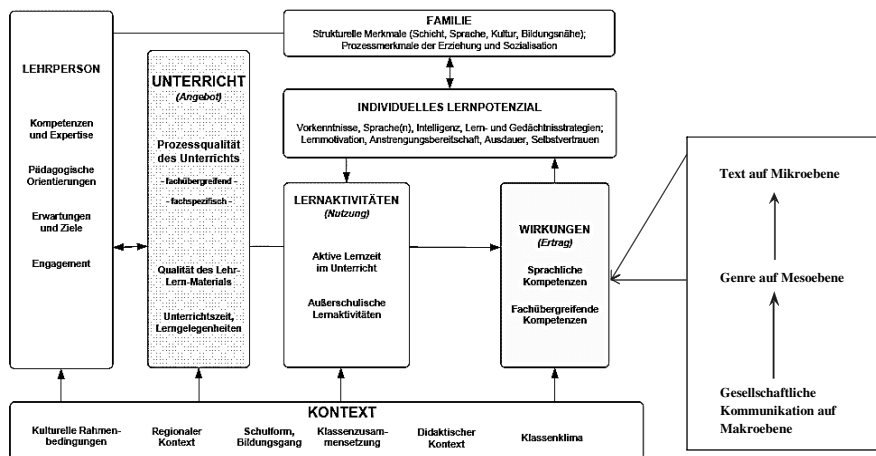 FAMILIE
Strukturelle Merkmale (Schicht, Sprache, Kultur, Bildungsnähe);
Prozessmerkmale der Erziehung und Sozialisation
LEHRPERSON
Kompetenzen
und Expertise
Pädagogische
Orientierungen
Erwartungen
und Ziele
Engagement
UNTERRICHT
(Angebot)
Prozessqualität
des Unterrichts
- fachübergreifend -
- fachspezifisch -
Qualität des Lehr-
Lern-Materials
Unterrichtszeit,
Lerngelegenheiten
INDIVIDUELLES LERNPOTENZIAL
Vorkenntnisse, Sprache(n), Intelligenz, Lern- und Gedächtnisstrategien;
Lernmotivation, Anstrengungsbereitschaft, Ausdauer, Selbstvertrauen
LERNAKTIVITÄTEN
(Nutzung)
Aktive Lernzeit
im Unterricht
Außerschulische
Lernaktivitäten
WIRKUNGEN
(Ertrag)
Sprachliche
Kompetenzen
Fachübergreifende
Kompetenzen
Text auf Mikroebene
Genre auf Mesoebene
Gesellschaftliche
Kommunikation auf
Makroebene
KONTEXT
Kulturelle Rahmen-
bedingungen
Regionaler
Kontext
Schulform,
Bildungsgang
Klassenzusam-
mensetzung
Didaktischer
Kontext
Klassenklima